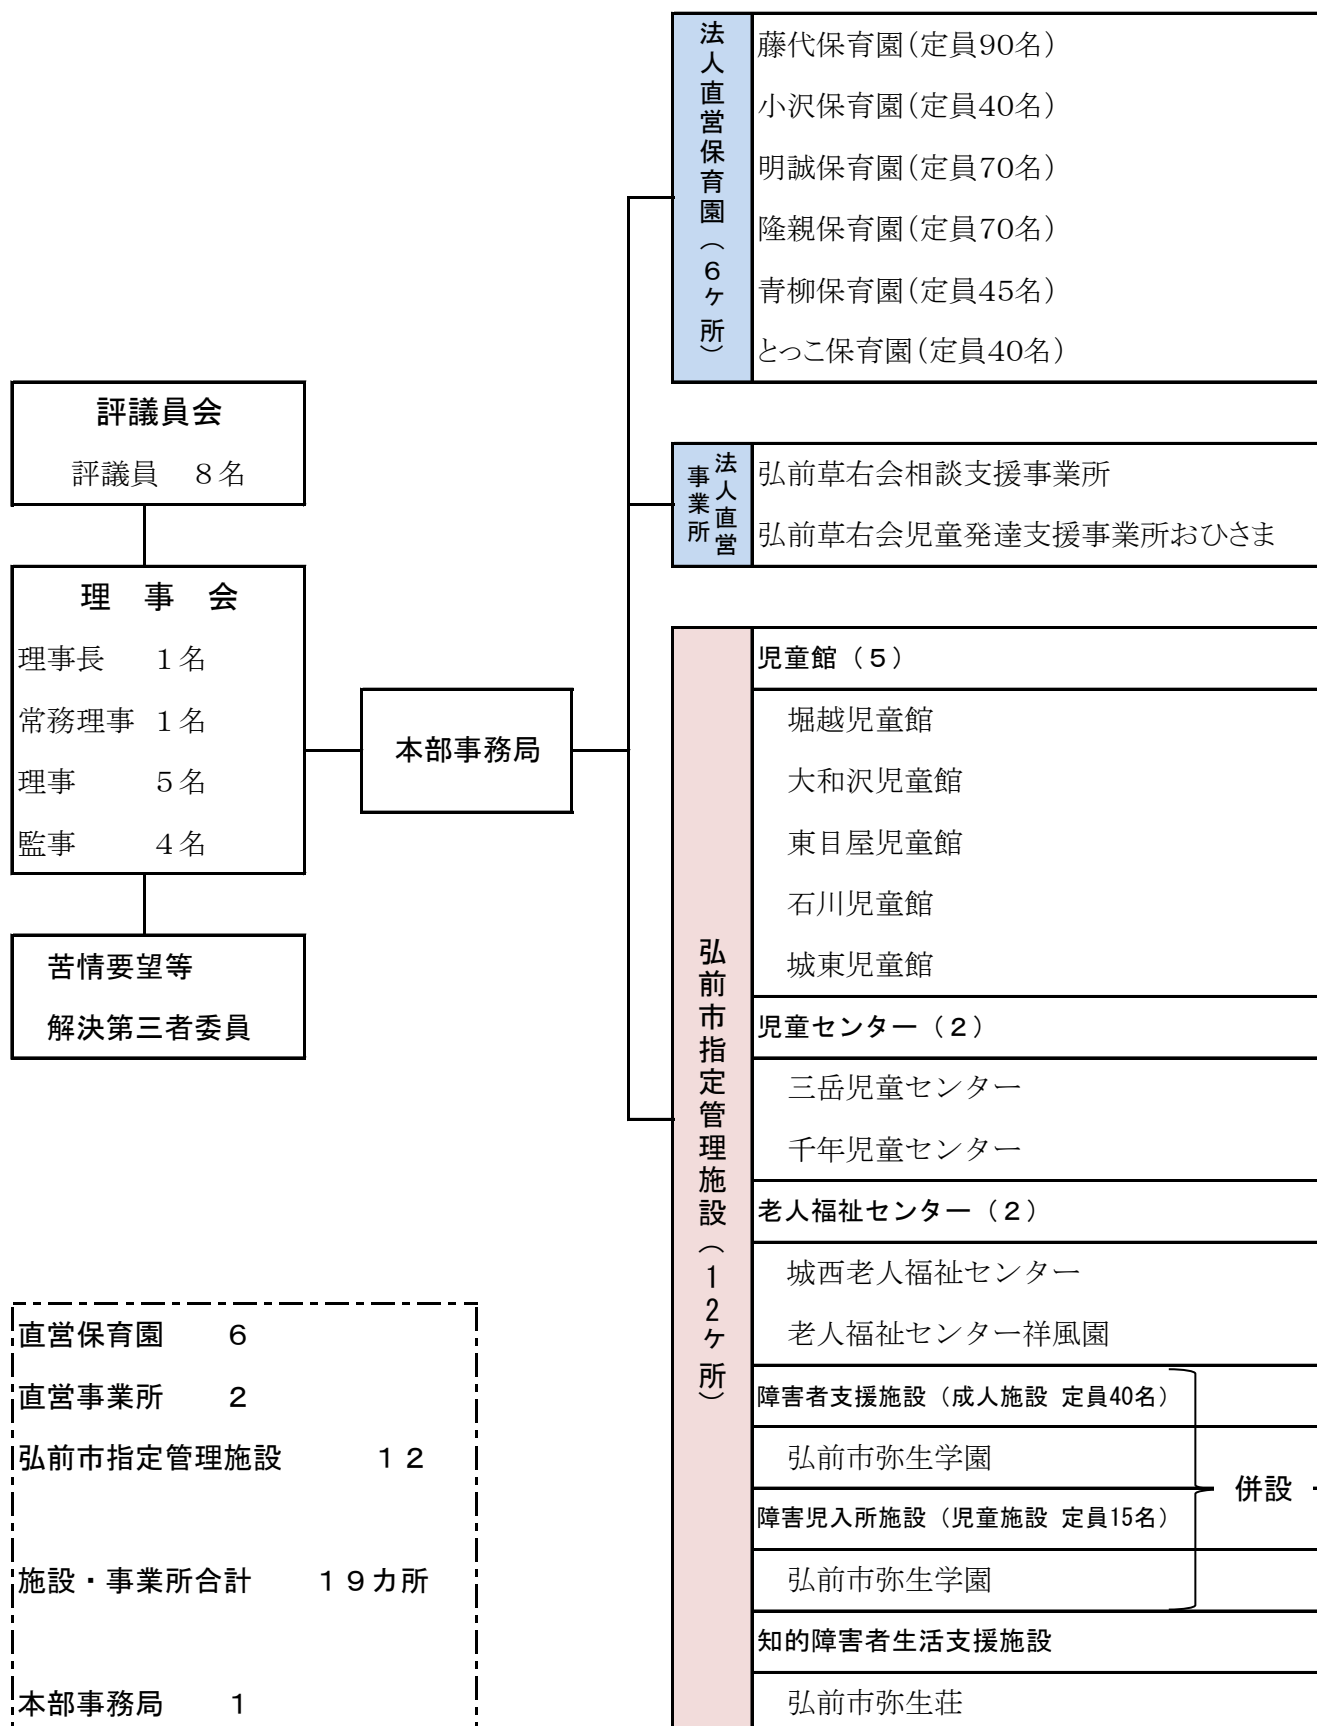 法人直営保育園（６ケ所）
藤代保育園（定員90名）
小沢保育園（定員40名）
明誠保育園（定員70名）
隆親保育園（定員70名）
青柳保育園（定員45名）
とっこ保育園（定員40名）
法人直営
事業所
弘前草右会相談支援事業所
弘前草右会児童発達支援事業所おひさま
評議員会
評議員　８名
理　事　会
理事長　１名
常務理事　１名
理事　５名
監事　４名
苦情要望等
解決第三者委員
本部事務局
弘前市指定管理施設（１２ケ所）
児童館（５）
堀越児童館
大和沢児童館
東目屋児童館
石川児童館
城東児童館
児童センター（２）
三岳児童センター
千年児童センター
老人福祉センター（２）
城西老人福祉センター
老人福祉センター祥風園
障害者支援施設（成人施設 定員40名）
弘前市弥生学園
障害児入所施設（児童施設 定員15名）
弘前市弥生学園
併設
知的障害者生活支援施設
弘前市弥生荘
直営保育園　６
直営事業所　２
弘前市指定管理施設　１２
施設・事業所合計　１９カ所
本部事務局　１